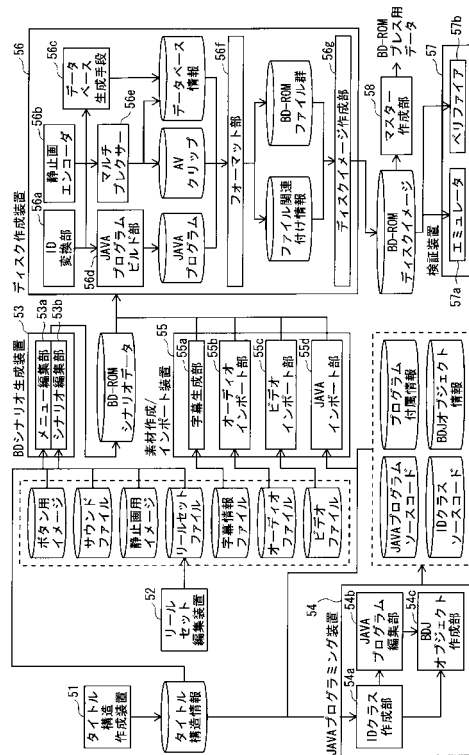 51
タイトル
構造作成装置
タイトル
構造情報
52
リール
セット
編集装置
ボタン用
イメージ
サウンド
ファイル
静止画用
イメージ
リールセット
ファイル
字幕情報
ファイル
オーディオ
ファイル
ビデオ
ファイル
BDシナリオ生成装置
53
メニュー編集部
53a
シナリオ編集部
53b
BD-ROM
シナリオデータ
素材作成/
インポート装置
55
字幕生成部
55a
オーディオ
インポート部
55b
ビデオ
インポート部
55c
JAVA
インポート部
55d
JAVAプログラミング装置
54
54a
IDクラス
作成部
54b
JAVA
プログラム
編集部
54c
BDJ
オブジェクト
作成部
JAVAプログラム
ソースコード
プログラム
付属情報
IDクラス
ソースコード
BDJオブジェクト
情報
ディスク作成装置
56
56a
ID
変換部
56b
静止画
エンコーダ
56c
データ
ベース
生成手段
56d
JAVA
プログラム
ビルド部
56e
マルチ
プレクサー
JAVA
プログラム
AV
クリップ
データベース
情報
56f
フォーマット部
ファイル関連
付け情報
BD-ROM
ファイル群
56g
ディスクイメージ作成部
BD-ROM
ディスクイメージ
58
マスター
作成部
BD-ROM
プレス用
データ
検証装置
57
57a
エミュレータ
57b
ベリファイア